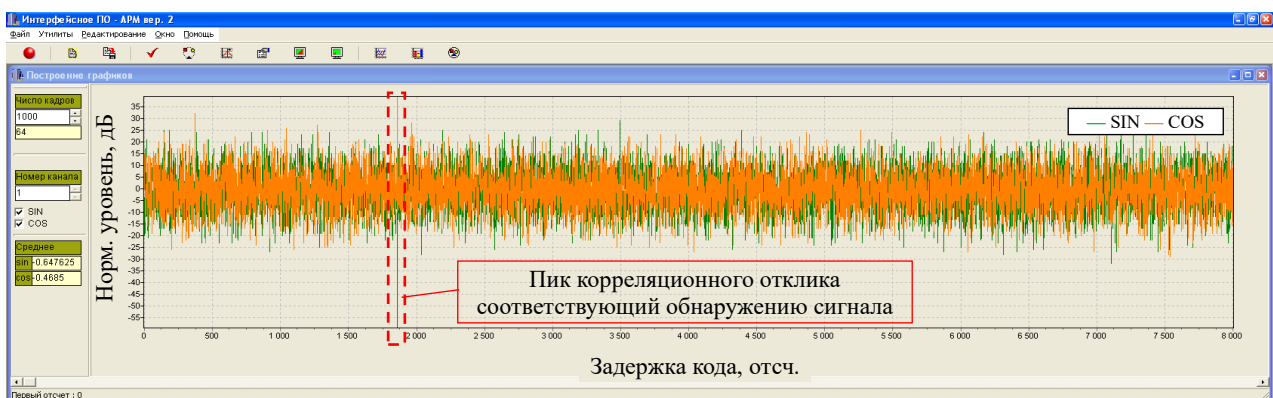 Интерфейсное ПО - АРМ вер. 2
Файл Утилиты Редактирование Окно Помощь
Построение графиков
Число кадров
1000
64
Номер канала
1
SIN
COS
Среднее
sin -0.647625
cos -0.4685
Норм. уровень, дБ
35
30
25
20
15
10
5
0
-5
-10
-15
-20
-25
-30
-35
-40
-45
-50
-55
SIN COS
Пик корреляционного отклика
соответствующий обнаружению сигнала
0 500 1 000 1 500 2 000 2 500 3 000 3 500 4 000 4 500 5 000 5 500 6 000 6 500 7 000 7 500 8 000
Задержка кода, отсч.
Первый отсчет : 0